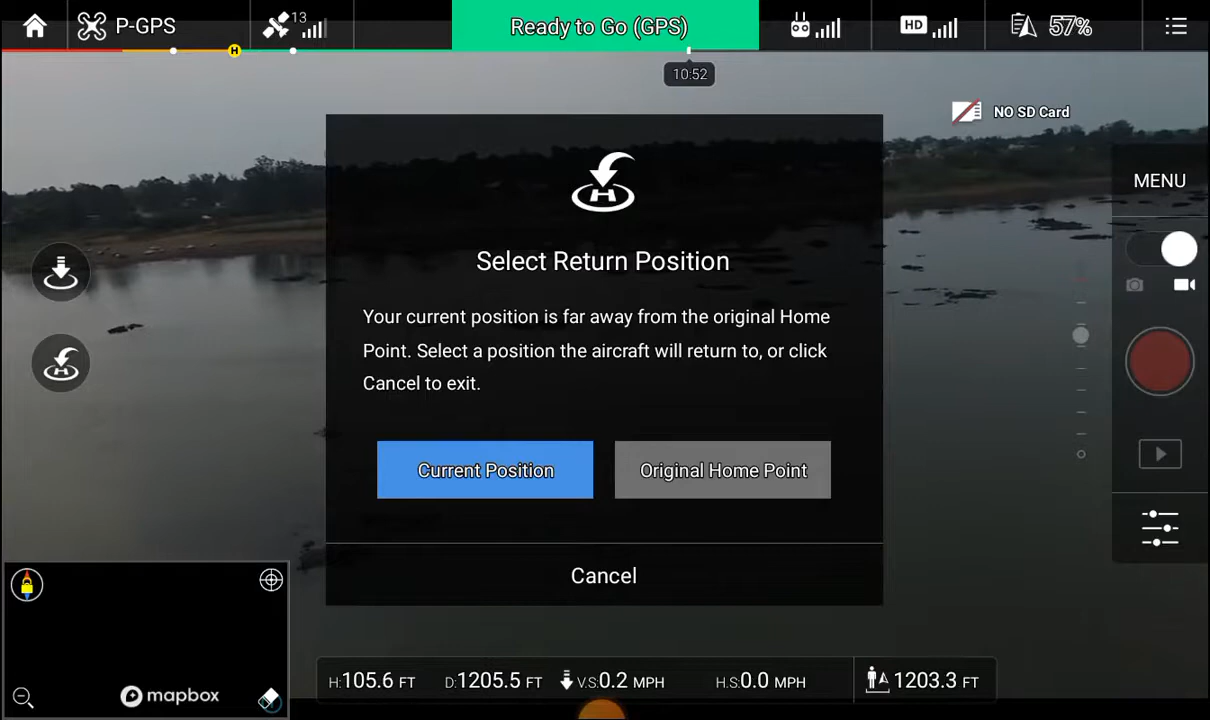 P-GPS
13
Ready to Go (GPS)
HD
57%
H
10:52
NO SD Card
MENU
H
Select Return Position
Your current position is far away from the original Home
Point. Select a position the aircraft will return to, or click
Cancel to exit.
Current Position
Original Home Point
Cancel
mapbox
H:105.6 FT
D:1205.5 FT
V.S:0.2 MPH
H.S:0.0 MPH
1203.3 FT